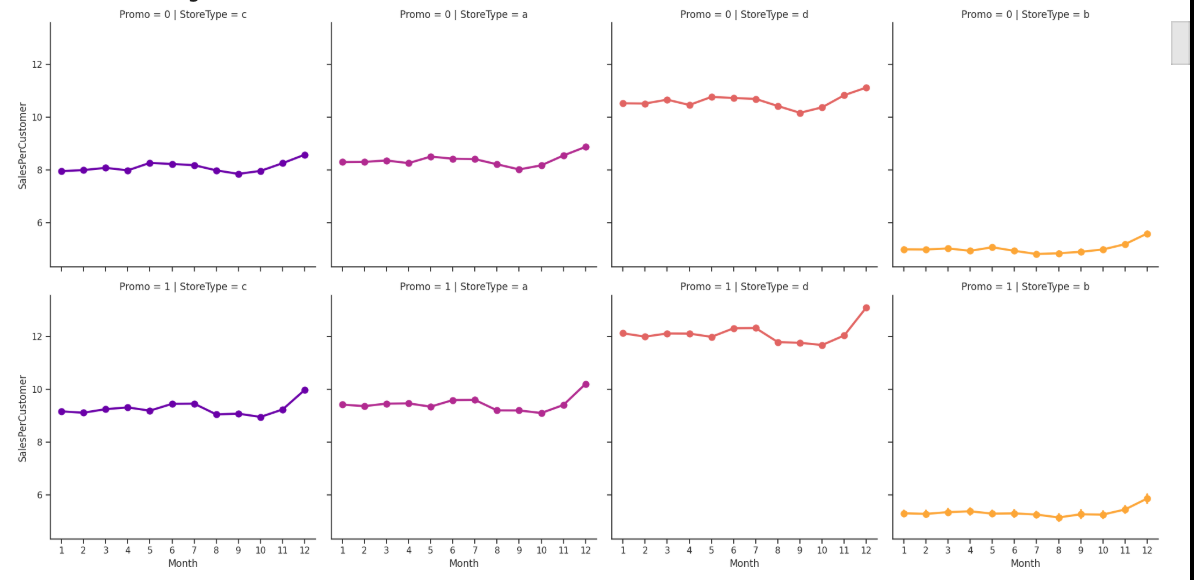 Promo = 0 | StoreType = c
Promo = 0 | StoreType = a
Promo = 0 | StoreType = d
Promo = 0 | StoreType = b
SalesPerCustomer
12
10
8
6
Promo = 1 | StoreType = c
Promo = 1 | StoreType = a
Promo = 1 | StoreType = d
Promo = 1 | StoreType = b
SalesPerCustomer
12
10
8
6
1 2 3 4 5 6 7 8 9 10 11 12
1 2 3 4 5 6 7 8 9 10 11 12
1 2 3 4 5 6 7 8 9 10 11 12
1 2 3 4 5 6 7 8 9 10 11 12
Month
Month
Month
Month